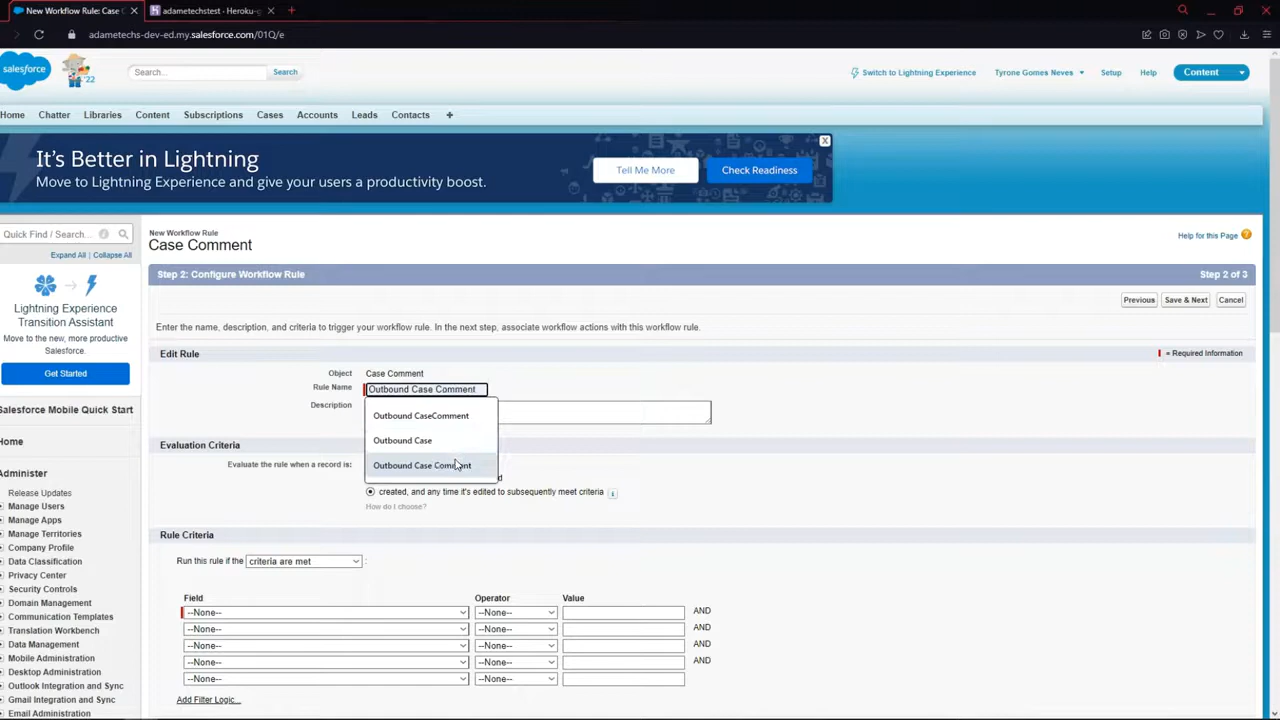 New Workflow Rule: Case C
adametechstest - Heroku-g
adametechs-dev-ed.my.salesforce.com/01Q/e
salesforce
'22
Search...
Search
Switch to Lightning Experience
Tyrone Gomes Neves
Setup
Help
Content
Home
Chatter
Libraries
Content
Subscriptions
Cases
Accounts
Leads
Contacts
+
It's Better in Lightning
Move to Lightning Experience and give your users a productivity boost.
Tell Me More
Check Readiness
X
Quick Find / Search...
Expand All | Collapse All
Lightning Experience
Transition Assistant
Move to the new, more productive
Salesforce.
Get Started
Salesforce Mobile Quick Start
Home
Administer
Release Updates
Manage Users
Manage Apps
Manage Territories
Company Profile
Data Classification
Privacy Center
Security Controls
Domain Management
Communication Templates
Translation Workbench
Data Management
Mobile Administration
Desktop Administration
Outlook Integration and Sync
Gmail Integration and Sync
Email Administration
New Workflow Rule
Case Comment
Help for this Page
Step 2: Configure Workflow Rule
Step 2 of 3
Previous
Save & Next
Cancel
Enter the name, description, and criteria to trigger your workflow rule. In the next step, associate workflow actions with this workflow rule.
Edit Rule
= Required Information
Object
Case Comment
Rule Name
Outbound Case Comment
Description
Outbound CaseComment
Outbound Case
Outbound Case Comment
Evaluation Criteria
Evaluate the rule when a record is:
created, and any time it's edited to subsequently meet criteria
How do I choose?
Rule Criteria
Run this rule if the criteria are met :
Field
Operator
Value
--None--
--None--
AND
--None--
--None--
AND
--None--
--None--
AND
--None--
--None--
AND
--None--
--None--
Add Filter Logic...